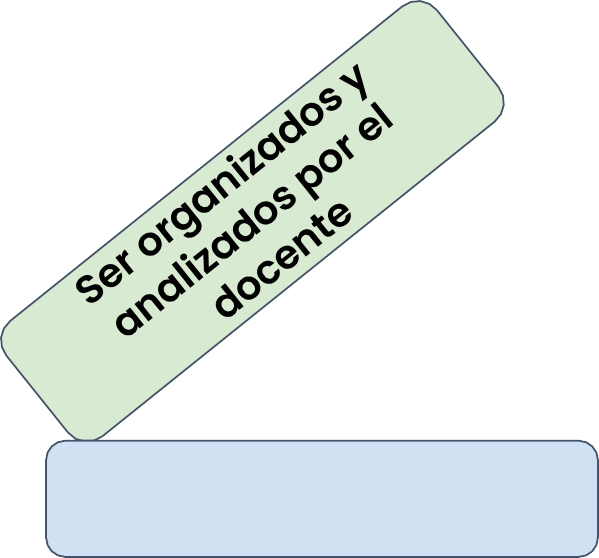 Ser organizados y
analizados por el
docente